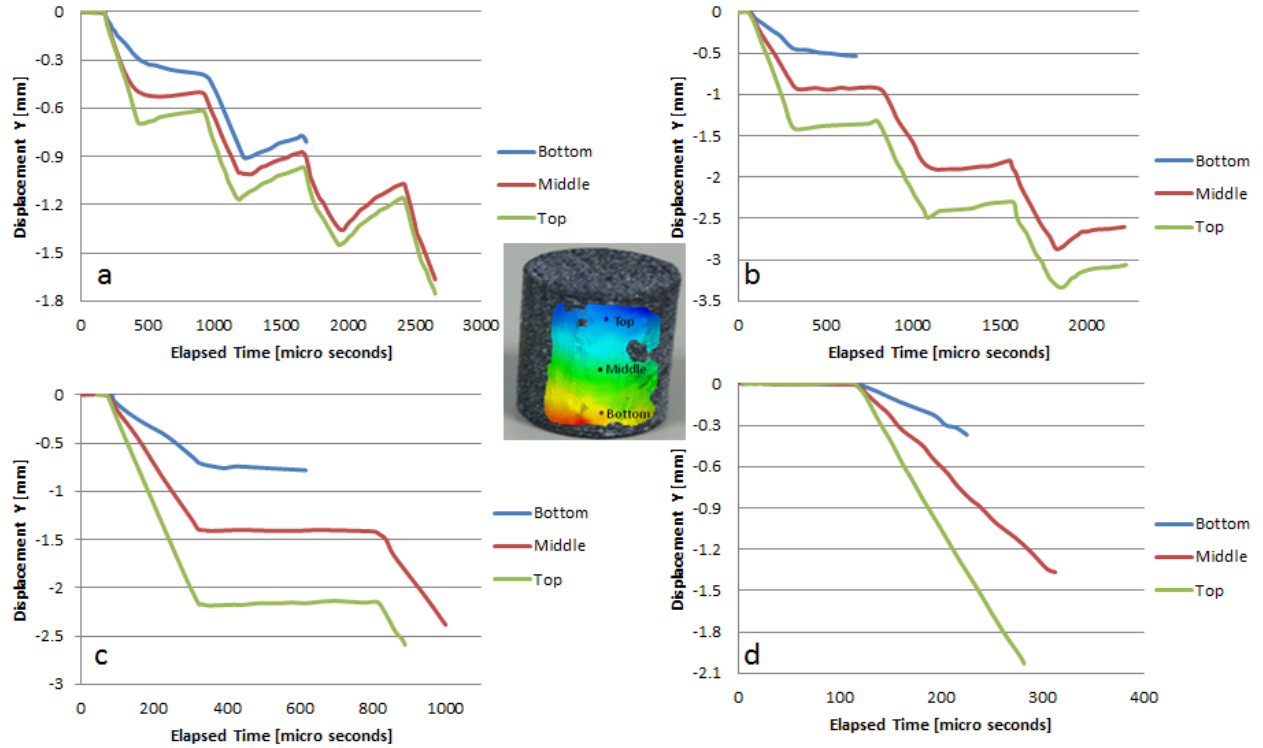 0
-0.3
-0.6
-0.9
-1.2
-1.5
-1.8
Displacement Y [mm]
0 500 1000 1500 2000 2500 3000
Elapsed Time [micro seconds]
a
Bottom
Middle
Top
0
-0.5
-1
-1.5
-2
-2.5
-3
-3.5
Displacement Y [mm]
0 500 1000 1500 2000
Elapsed Time [micro seconds]
b
Bottom
Middle
Top
Top
Middle
Bottom
0
-0.5
-1
-1.5
-2
-2.5
-3
Displacement Y [mm]
0 200 400 600 800 1000
Elapsed Time [micro seconds]
c
Bottom
Middle
Top
0
-0.3
-0.6
-0.9
-1.2
-1.5
-1.8
-2.1
Displacement Y [mm]
0 100 200 300 400
Elapsed Time [micro seconds]
d
Bottom
Middle
Top